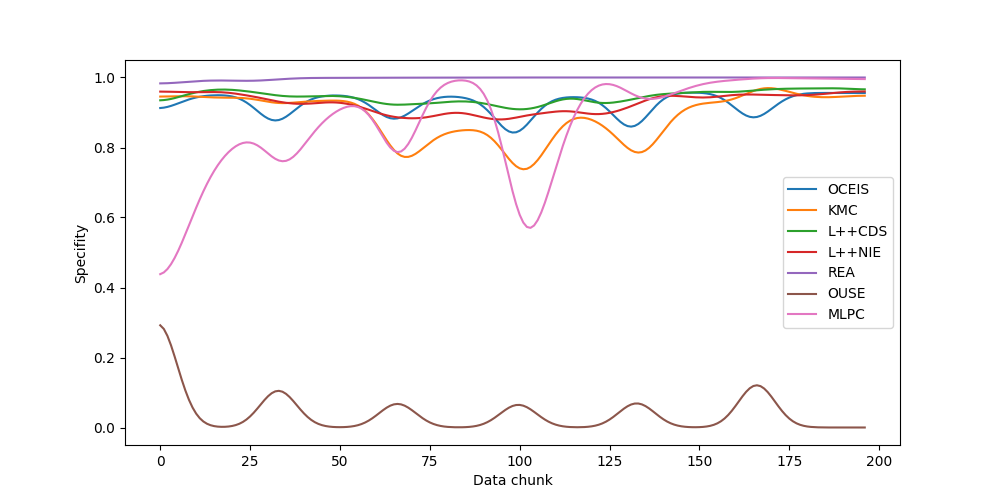 1.0
0.8
0.6
0.4
0.2
0.0
Specifity
0 25 50 75 100 125 150 175 200
Data chunk
OCEIS
KMC
L++CDS
L++NIE
REA
OUSE
MLPC